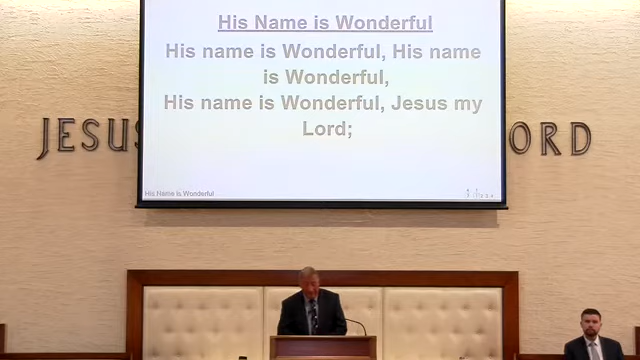 His Name is Wonderful
His name is Wonderful, His name
is Wonderful,
His name is Wonderful, Jesus my
Lord;
His Name is Wonderful
JESUS
ORD